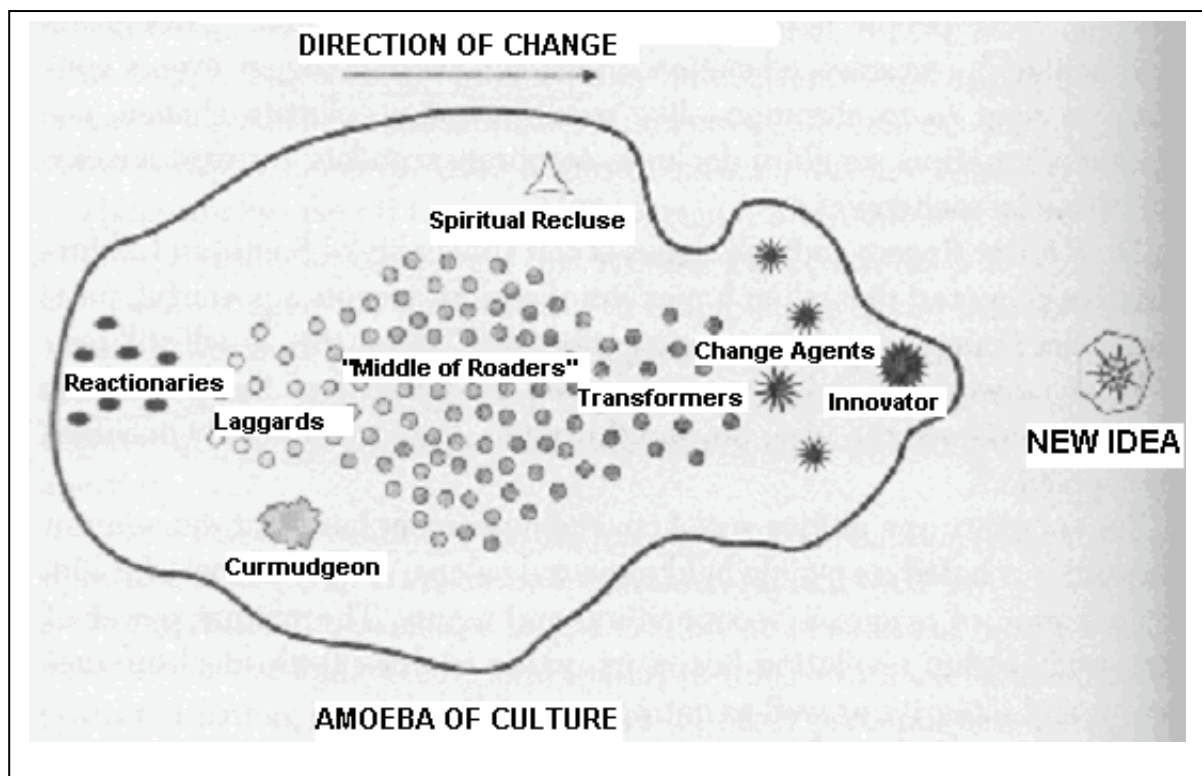 DIRECTION OF CHANGE
Spiritual Recluse
Change Agents
"Middle of Roaders"
Reactionaries
Transformers
Innovator
Laggards
NEW IDEA
Curmudgeon
AMOEBA OF CULTURE